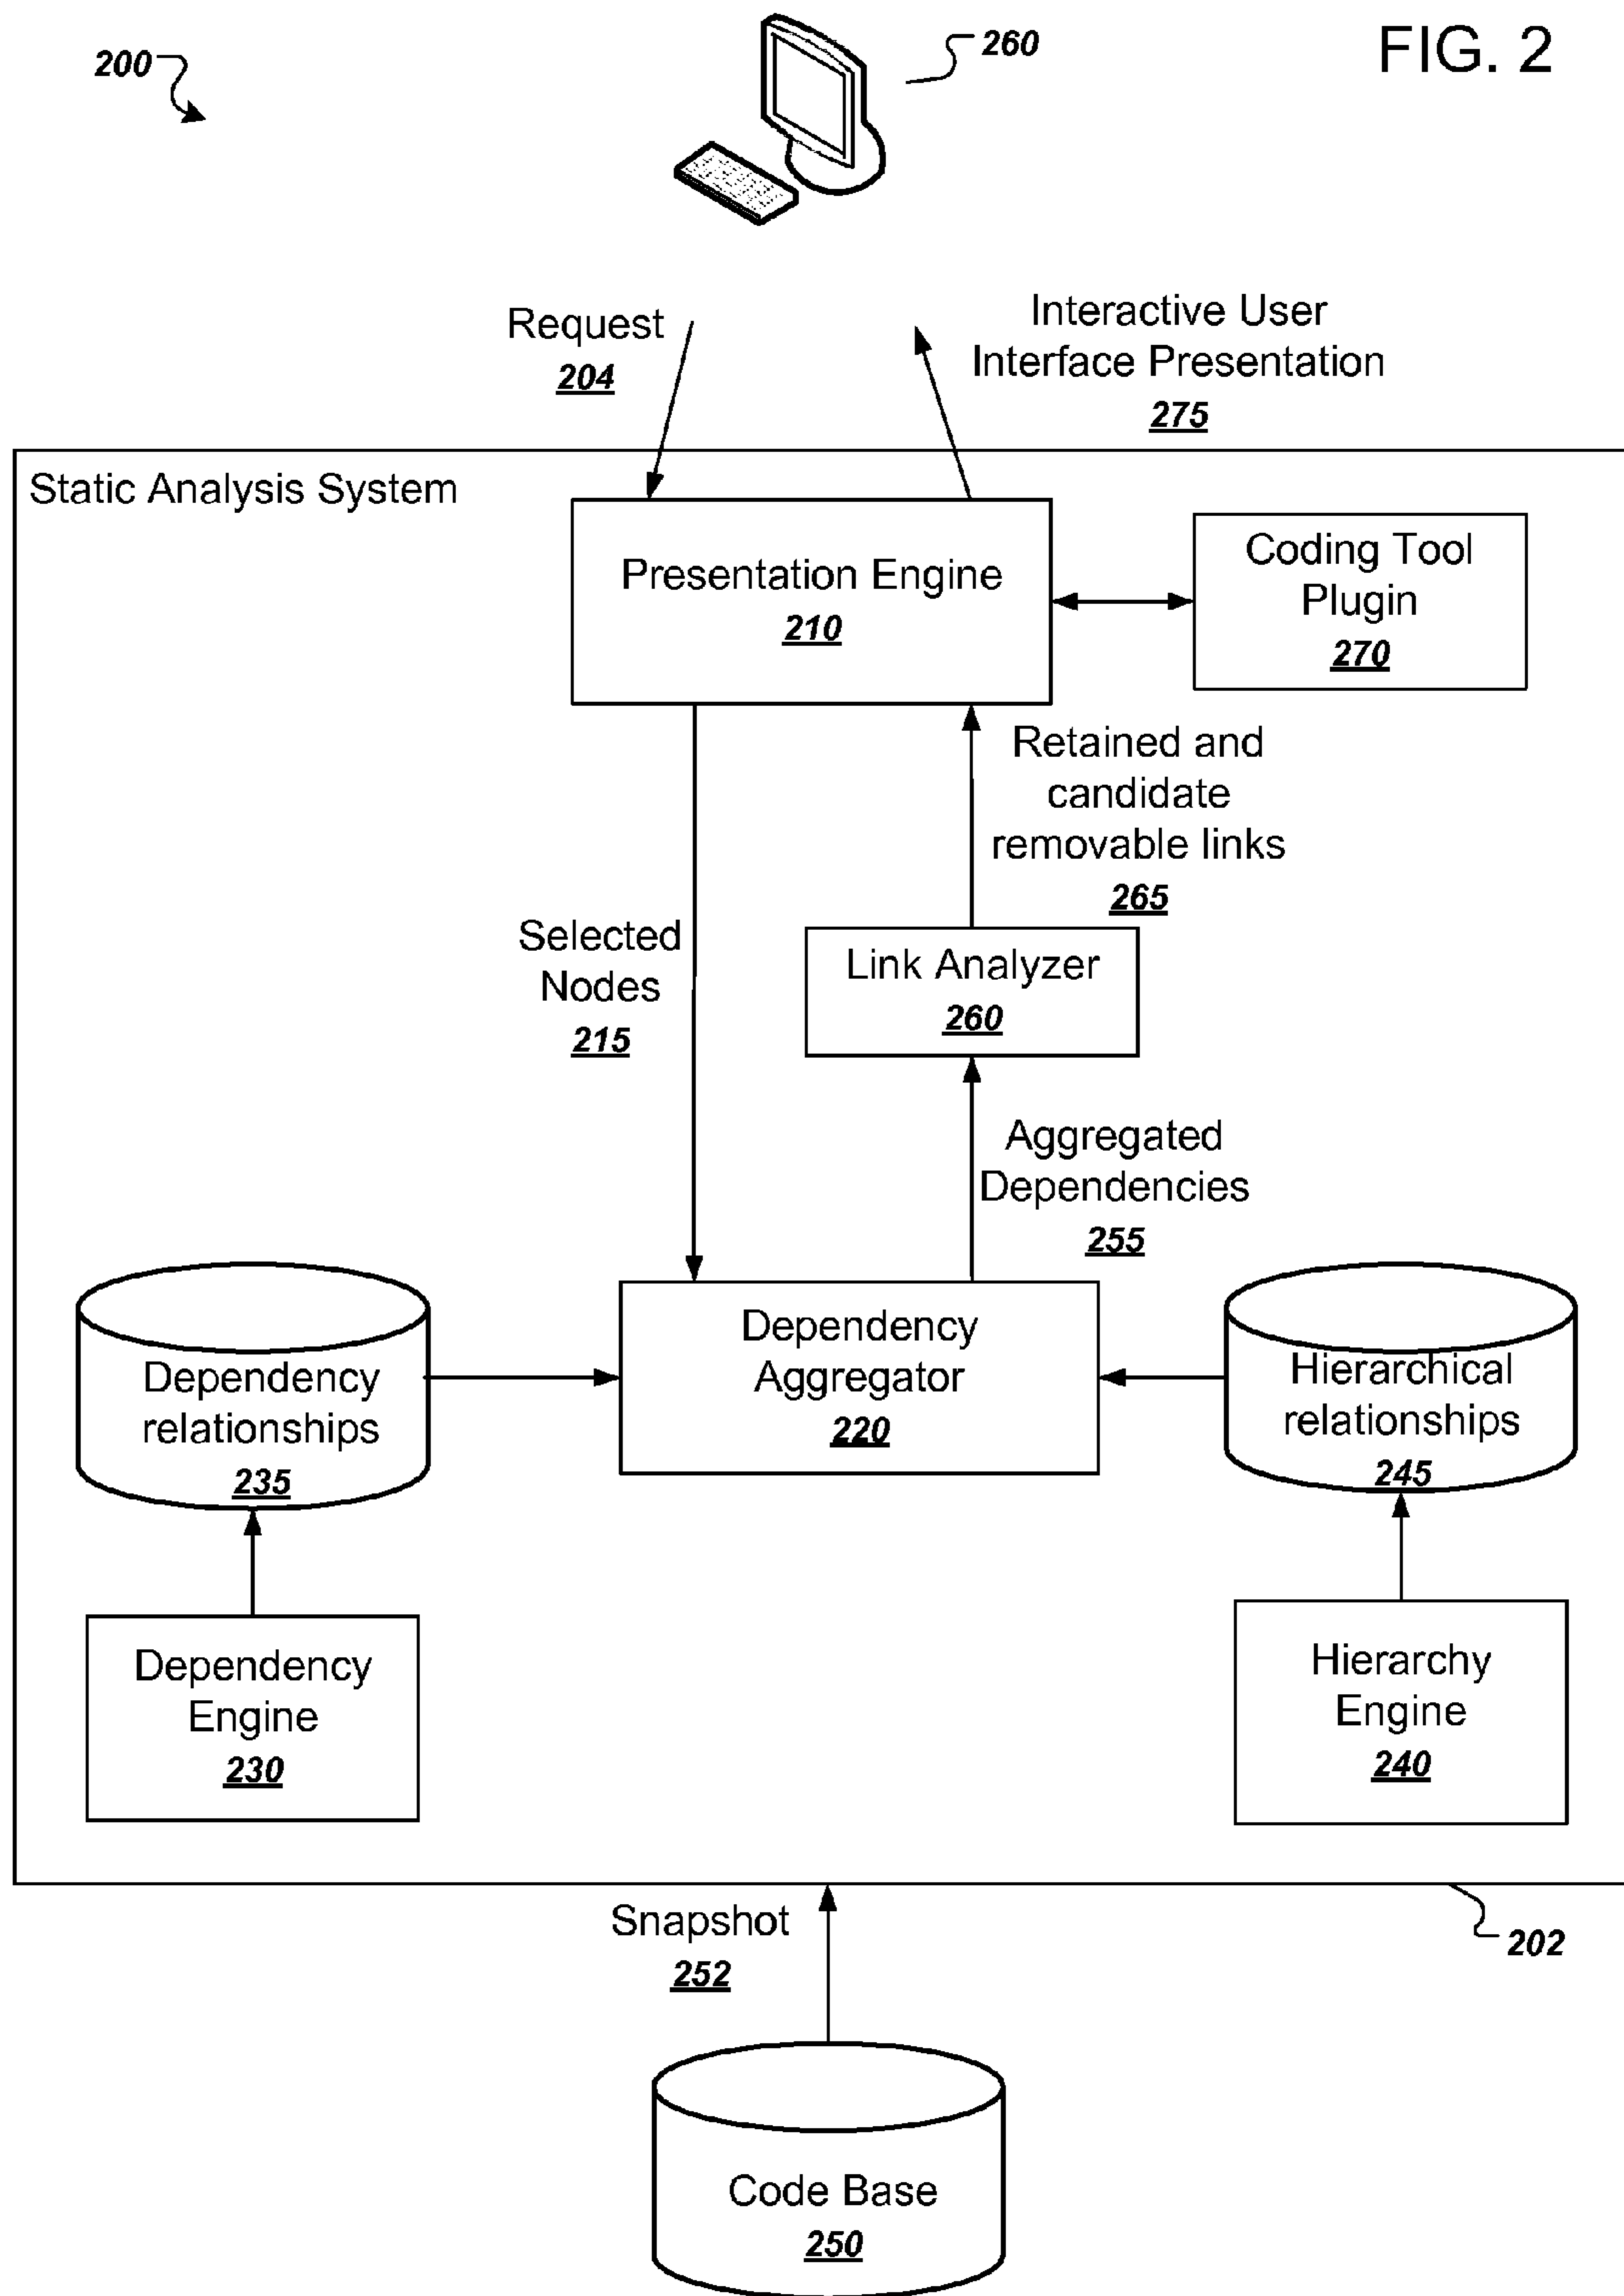 FIG. 2
200
260
Request
204
Interactive User
Interface Presentation
275
Static Analysis System
Presentation Engine
210
Coding Tool
Plugin
270
Retained and
candidate
removable links
265
Selected
Nodes
215
Link Analyzer
260
Aggregated
Dependencies
255
Dependency
relationships
235
Dependency
Aggregator
220
Hierarchical
relationships
245
Dependency
Engine
230
Hierarchy
Engine
240
Snapshot
252
202
Code Base
250